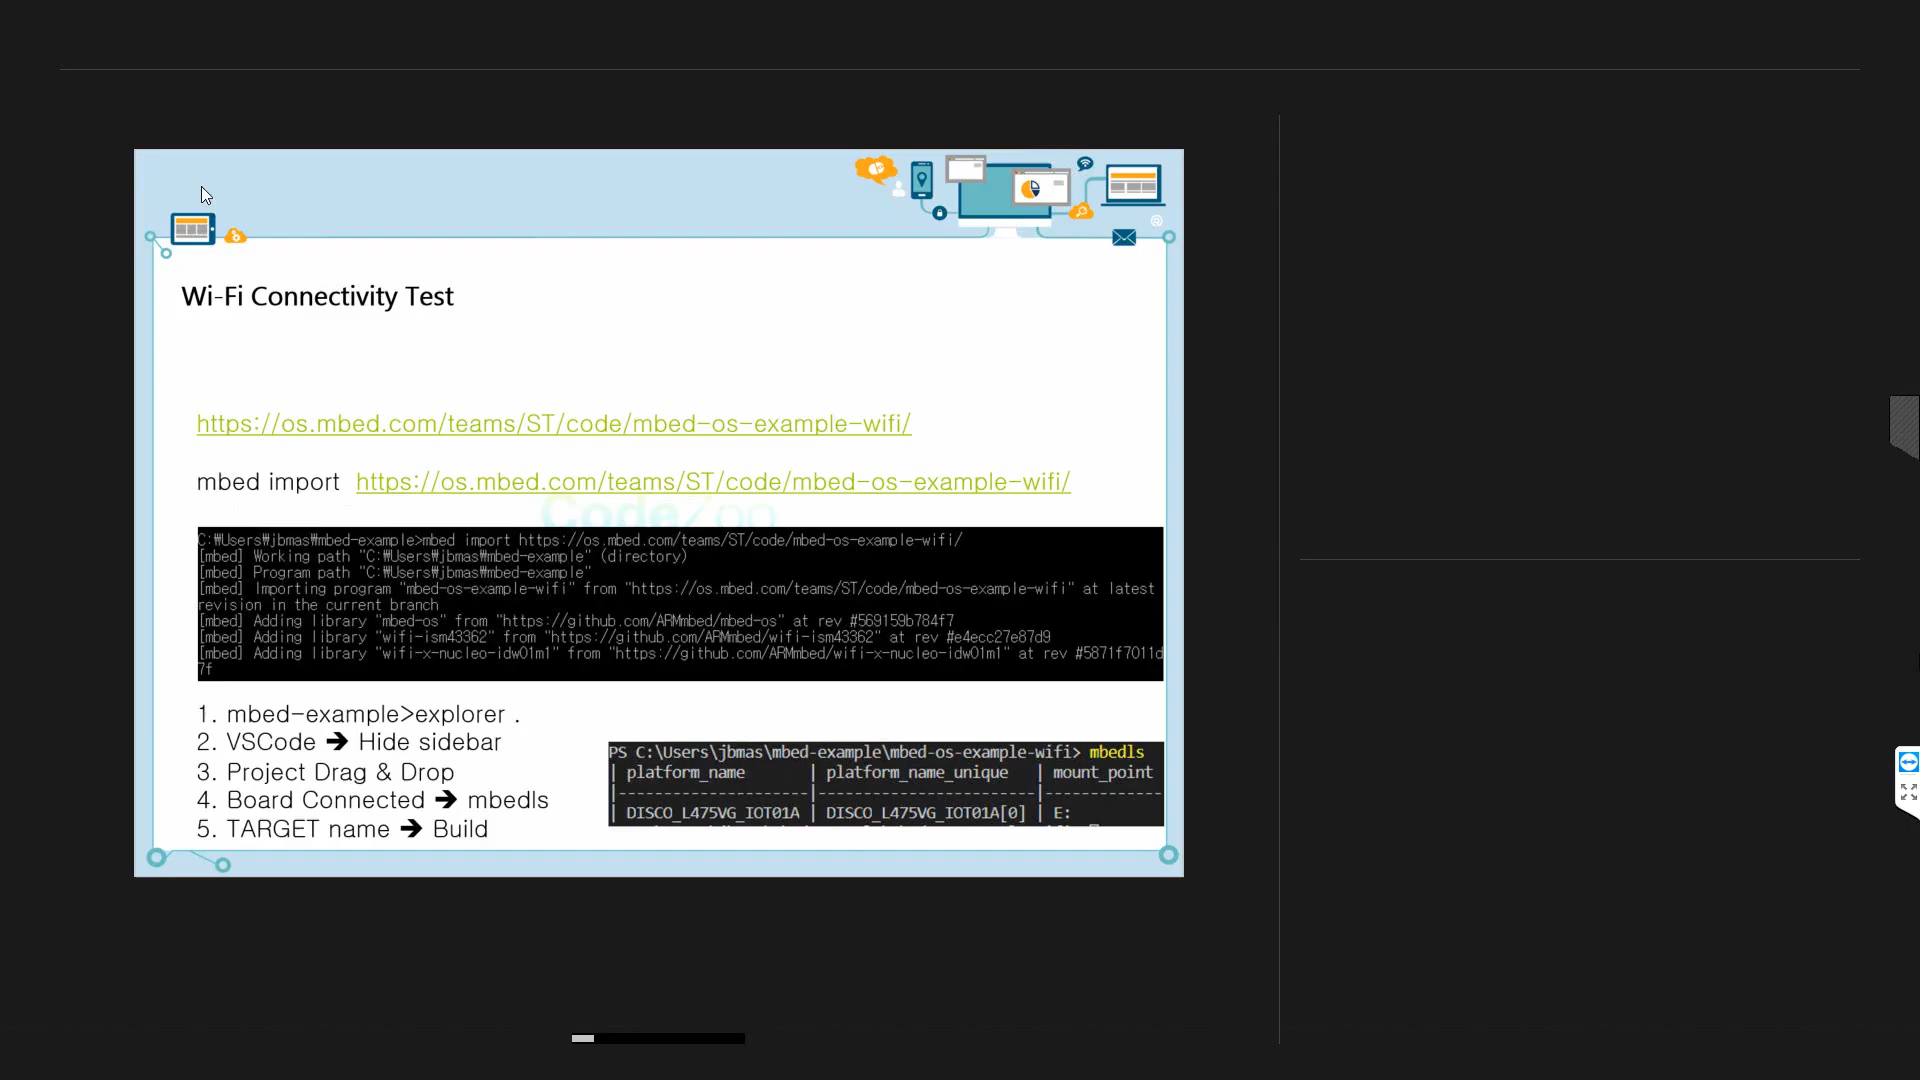 Wi-Fi Connectivity Test
https://os.mbed.com/teams/ST/code/mbed-os-example-wifi/
mbed import https://os.mbed.com/teams/ST/code/mbed-os-example-wifi/
CodeZoo
C:₩Users₩jbmas₩mbed-example>mbed import https://os.mbed.com/teams/ST/code/mbed-os-example-wifi/
[mbed] Working path "C:₩Users₩jbmas₩mbed-example" (directory)
[mbed] Program path "C:₩Users₩jbmas₩mbed-example"
[mbed] Importing program "mbed-os-example-wifi" from "https://os.mbed.com/teams/ST/code/mbed-os-example-wifi" at latest
revision in the current branch
[mbed] Adding library "mbed-os" from "https://github.com/ARMmbed/mbed-os" at rev #569159b784f7
[mbed] Adding library "wifi-ism43362" from "https://github.com/ARMmbed/wifi-ism43362" at rev #e4ecc27e87d9
[mbed] Adding library "wifi-x-nucleo-idw01m1" from "https://github.com/ARMmbed/wifi-x-nucleo-idw01m1" at rev #5871f7011d
7f
1. mbed-example>explorer .
2. VSCode ➔ Hide sidebar
3. Project Drag & Drop
4. Board Connected ➔ mbedls
5. TARGET name ➔ Build
PS C:\Users\jbmas\mbed-example\mbed-os-example-wifi> mbedls
| platform_name | platform_name_unique | mount_point
|----------------------|-------------------------|-------------
| DISCO_L475VG_IOT01A | DISCO_L475VG_IOT01A[0] | E: